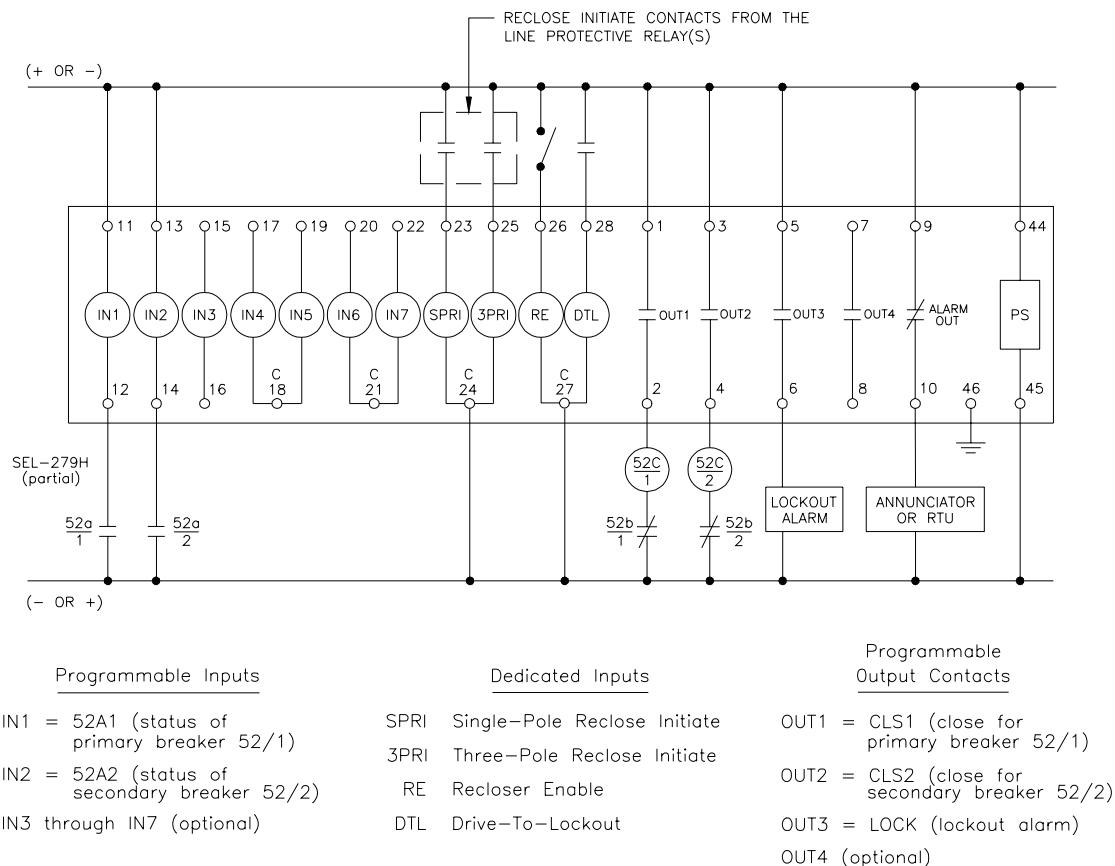 RECLOSE INITIATE CONTACTS FROM THE
LINE PROTECTIVE RELAY(S)
(+ OR -)
11 13 15 17 19 20 22 23 25 26 28 1 3 5 7 9 44
IN1 IN2 IN3 IN4 IN5 IN6 IN7 SPRI 3PRI RE DTL OUT1 OUT2 OUT3 OUT4 ALARM OUT PS
C C C C
12 14 16 18 21 24 27 2 4 6 8 10 46 45
SEL-279H
(partial)
52C
1
52C
2
LOCKOUT
ALARM
ANNUNCIATOR
OR RTU
52a
1
52a
2
52b
1
52b
2
(- OR +)
Programmable Inputs
IN1 = 52A1 (status of
primary breaker 52/1)
IN2 = 52A2 (status of
secondary breaker 52/2)
IN3 through IN7 (optional)
Dedicated Inputs
SPRI Single-Pole Reclose Initiate
3PRI Three-Pole Reclose Initiate
RE Recloser Enable
DTL Drive-To-Lockout
Programmable
Output Contacts
OUT1 = CLS1 (close for
primary breaker 52/1)
OUT2 = CLS2 (close for
secondary breaker 52/2)
OUT3 = LOCK (lockout alarm)
OUT4 (optional)